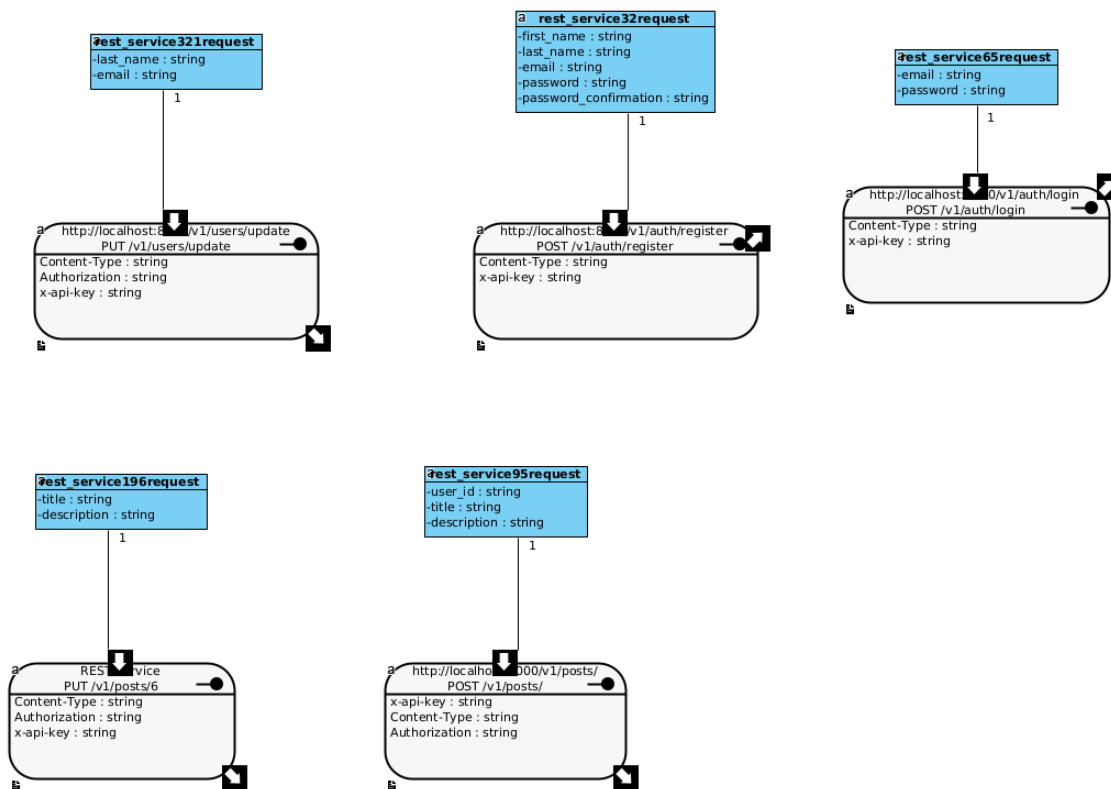 a
rest_service321request
-last_name : string
-email : string
1
a
http://localhost:8 /v1/users/update
PUT /v1/users/update
Content-Type : string
Authorization : string
x-api-key : string
a
rest_service32request
-first_name : string
-last_name : string
-email : string
-password : string
-password_confirmation : string
1
a
http://localhost:8 /v1/auth/register
POST /v1/auth/register
Content-Type : string
x-api-key : string
a
rest_service65request
-email : string
-password : string
1
a
http://localhost: 0/v1/auth/login
POST /v1/auth/login
Content-Type : string
x-api-key : string
a
rest_service196request
-title : string
-description : string
1
a
REST
PUT /v1/posts/6
Content-Type : string
Authorization : string
x-api-key : string
a
rest_service95request
-user_id : string
-title : string
-description : string
1
a
http://localhos 000/v1/posts/
POST /v1/posts/
x-api-key : string
Content-Type : string
Authorization : string